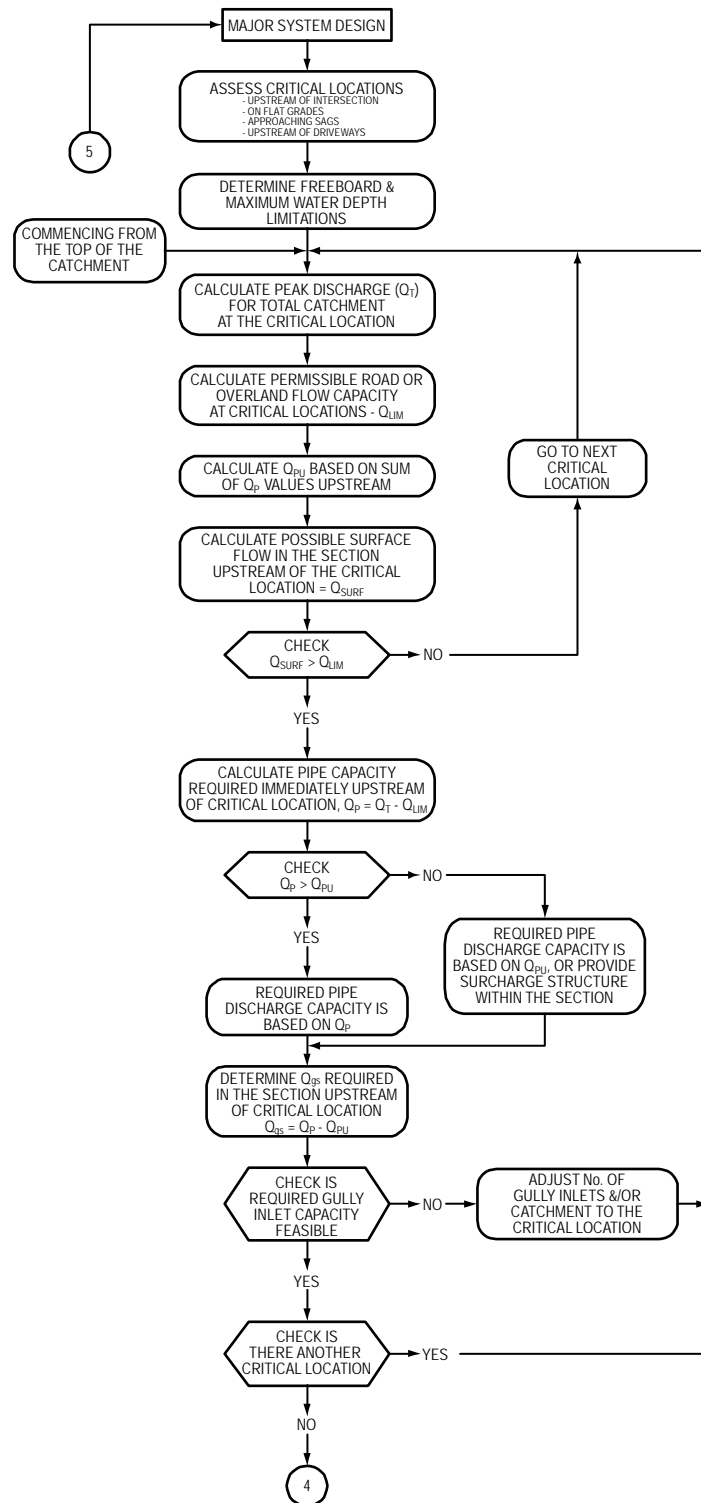 MAJOR SYSTEM DESIGN
ASSESS CRITICAL LOCATIONS
- UPSTREAM OF INTERSECTION
- ON FLAT GRADES
- APPROACHING SAGS
- UPSTREAM OF DRIVEWAYS
5
DETERMINE FREEBOARD &
MAXIMUM WATER DEPTH
LIMITATIONS
COMMENCING FROM
THE TOP OF THE
CATCHMENT
CALCULATE PEAK DISCHARGE (QT)
FOR TOTAL CATCHMENT
AT THE CRITICAL LOCATION
CALCULATE PERMISSIBLE ROAD OR
OVERLAND FLOW CAPACITY
AT CRITICAL LOCATIONS - QLIM
GO TO NEXT
CRITICAL
LOCATION
CALCULATE QPU BASED ON SUM
OF QP VALUES UPSTREAM
CALCULATE POSSIBLE SURFACE
FLOW IN THE SECTION
UPSTREAM OF THE CRITICAL
LOCATION = QSURF
CHECK
QSURF > QLIM
NO
YES
CALCULATE PIPE CAPACITY
REQUIRED IMMEDIATELY UPSTREAM
OF CRITICAL LOCATION, QP = QT - QLIM
CHECK
QP > QPU
NO
YES
REQUIRED PIPE
DISCHARGE CAPACITY IS
BASED ON QPU, OR PROVIDE
SURCHARGE STRUCTURE
WITHIN THE SECTION
REQUIRED PIPE
DISCHARGE CAPACITY IS
BASED ON QP
DETERMINE Qgs REQUIRED
IN THE SECTION UPSTREAM
OF CRITICAL LOCATION
Qgs = QP - QPU
CHECK IS
REQUIRED GULLY
INLET CAPACITY
FEASIBLE
NO
ADJUST No. OF
GULLY INLETS &/OR
CATCHMENT TO THE
CRITICAL LOCATION
YES
CHECK IS
THERE ANOTHER
CRITICAL LOCATION
YES
NO
4